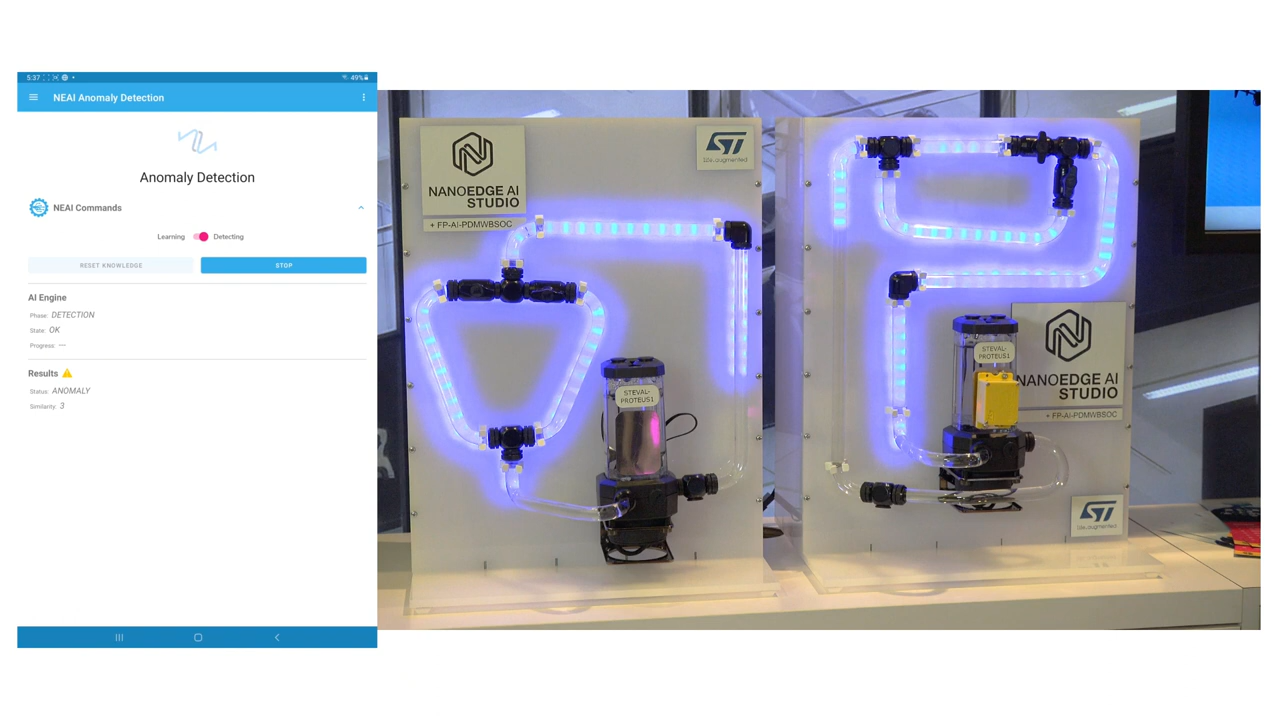 5:37
49%
NEAI Anomaly Detection
Anomaly Detection
NEAI Commands
Learning
Detecting
RESET KNOWLEDGE
STOP
AI Engine
Phase: DETECTION
State: OK
Progress: ---
Results
Status: ANOMALY
Similarity: 3
NANOEDGE AI
STUDIO
+ FP-AI-PDMWBSOC
ST
life.augmented
STEVAL-
PROTEUS1
STEVAL-
PROTEUS1
NANOEDGE AI
STUDIO
+ FP-AI-PDMWBSOC
ST
life.augmented